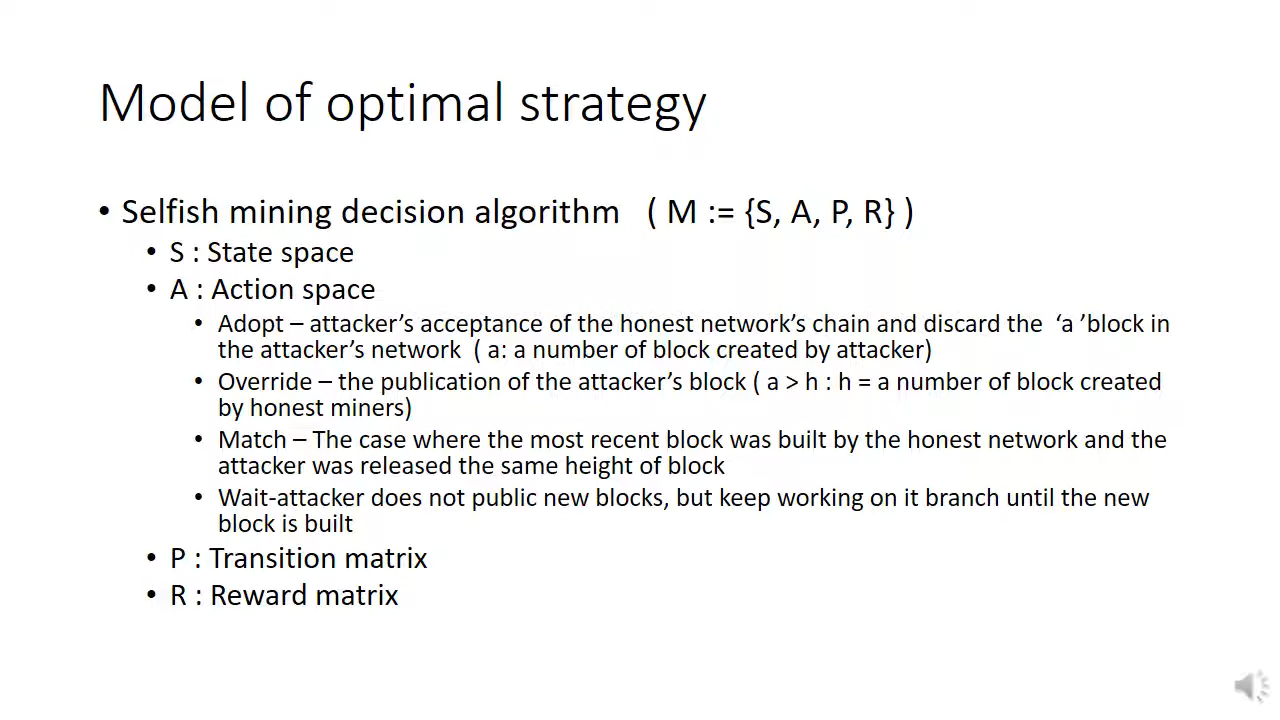 Model of optimal strategy
• Selfish mining decision algorithm ( M := {S, A, P, R} )
• S : State space
• A : Action space
• Adopt – attacker’s acceptance of the honest network’s chain and discard the ‘a ’block in
the attacker’s network ( a: a number of block created by attacker)
• Override – the publication of the attacker’s block ( a > h : h = a number of block created
by honest miners)
• Match – The case where the most recent block was built by the honest network and the
attacker was released the same height of block
• Wait-attacker does not public new blocks, but keep working on it branch until the new
block is built
• P : Transition matrix
• R : Reward matrix